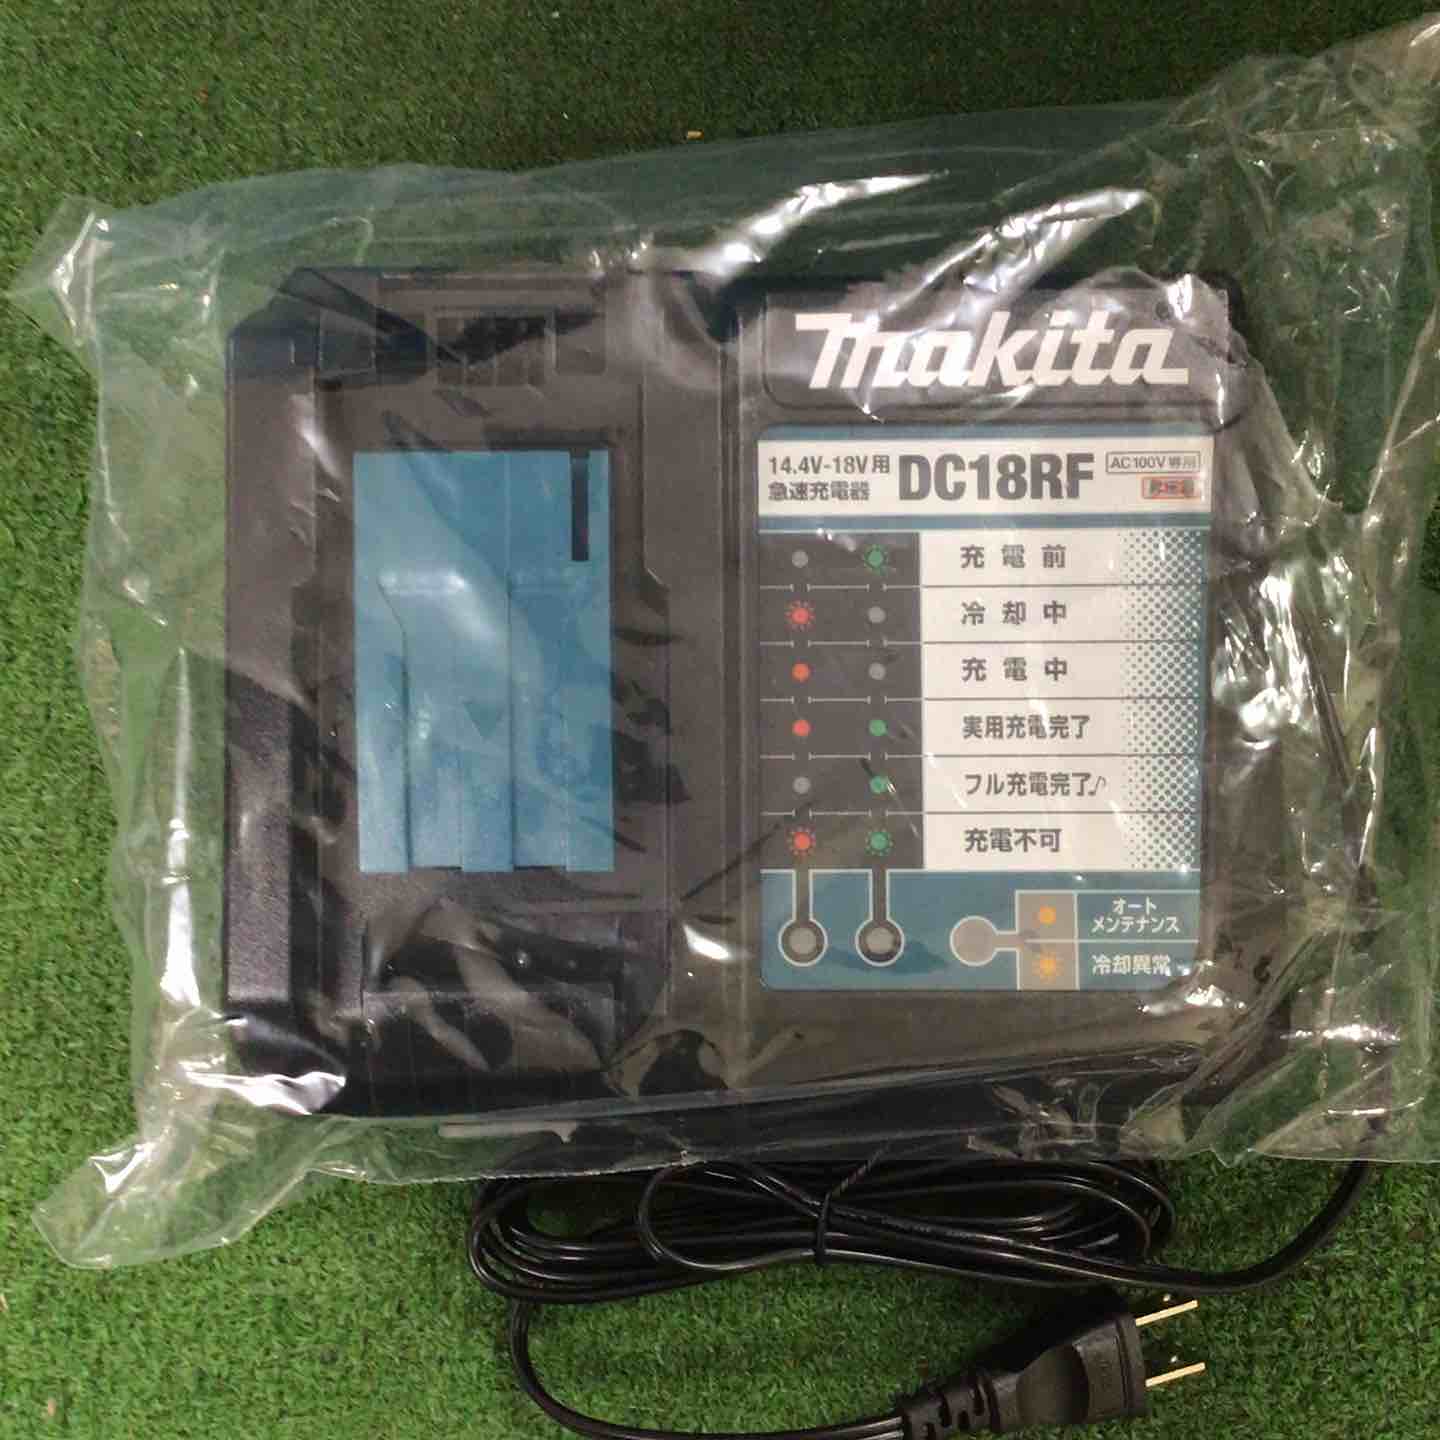 makita
14.4V-18V用
急速充電器
DC18RF
AC100V専用
昇圧器
充電前
冷却中
充電中
実用充電完了
フル充電完了♪
充電不可
オート
メンテナンス
冷却異常